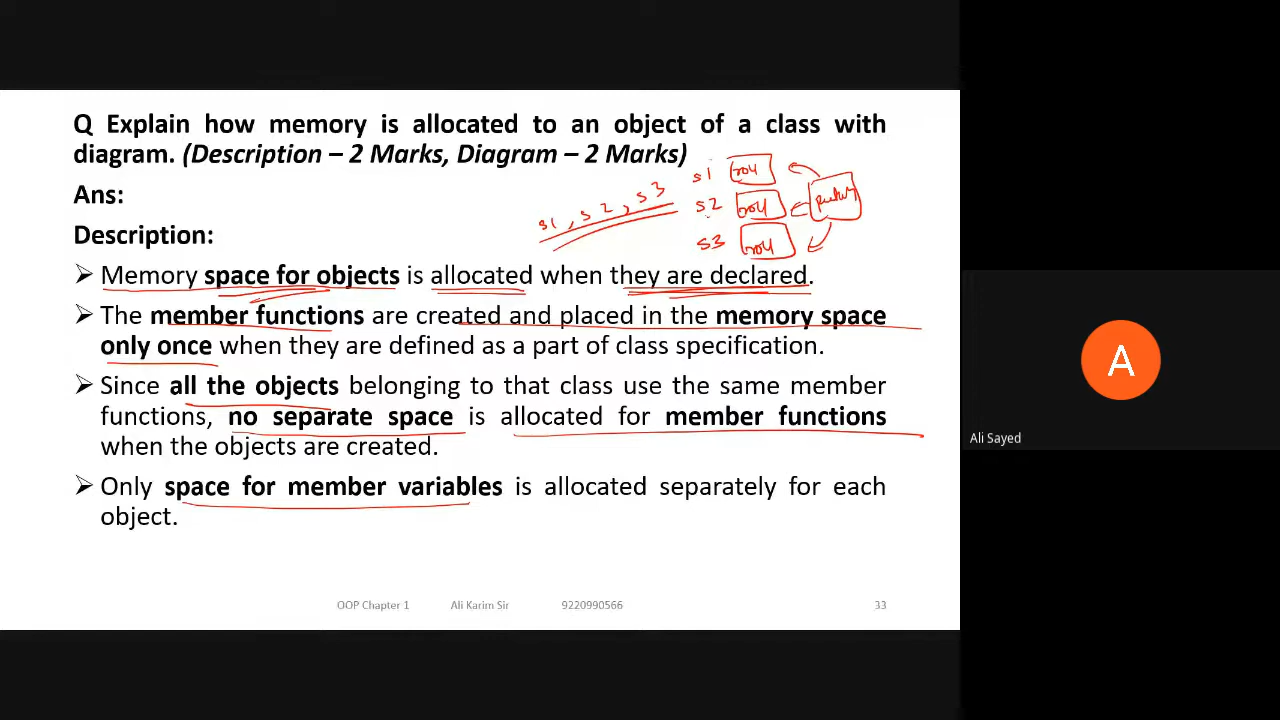 Q Explain how memory is allocated to an object of a class with
diagram. (Description – 2 Marks, Diagram – 2 Marks)
s1 roll
s1, s2, s3
s2 roll
Ans:
s3 roll
Description:
➢ Memory space for objects is allocated when they are declared.
➢ The member functions are created and placed in the memory space
only once when they are defined as a part of class specification.
➢ Since all the objects belonging to that class use the same member
functions, no separate space is allocated for member functions
when the objects are created.
➢ Only space for member variables is allocated separately for each
object.
OOP Chapter 1 Ali Karim Sir 9220990566 33
A
Ali Sayed